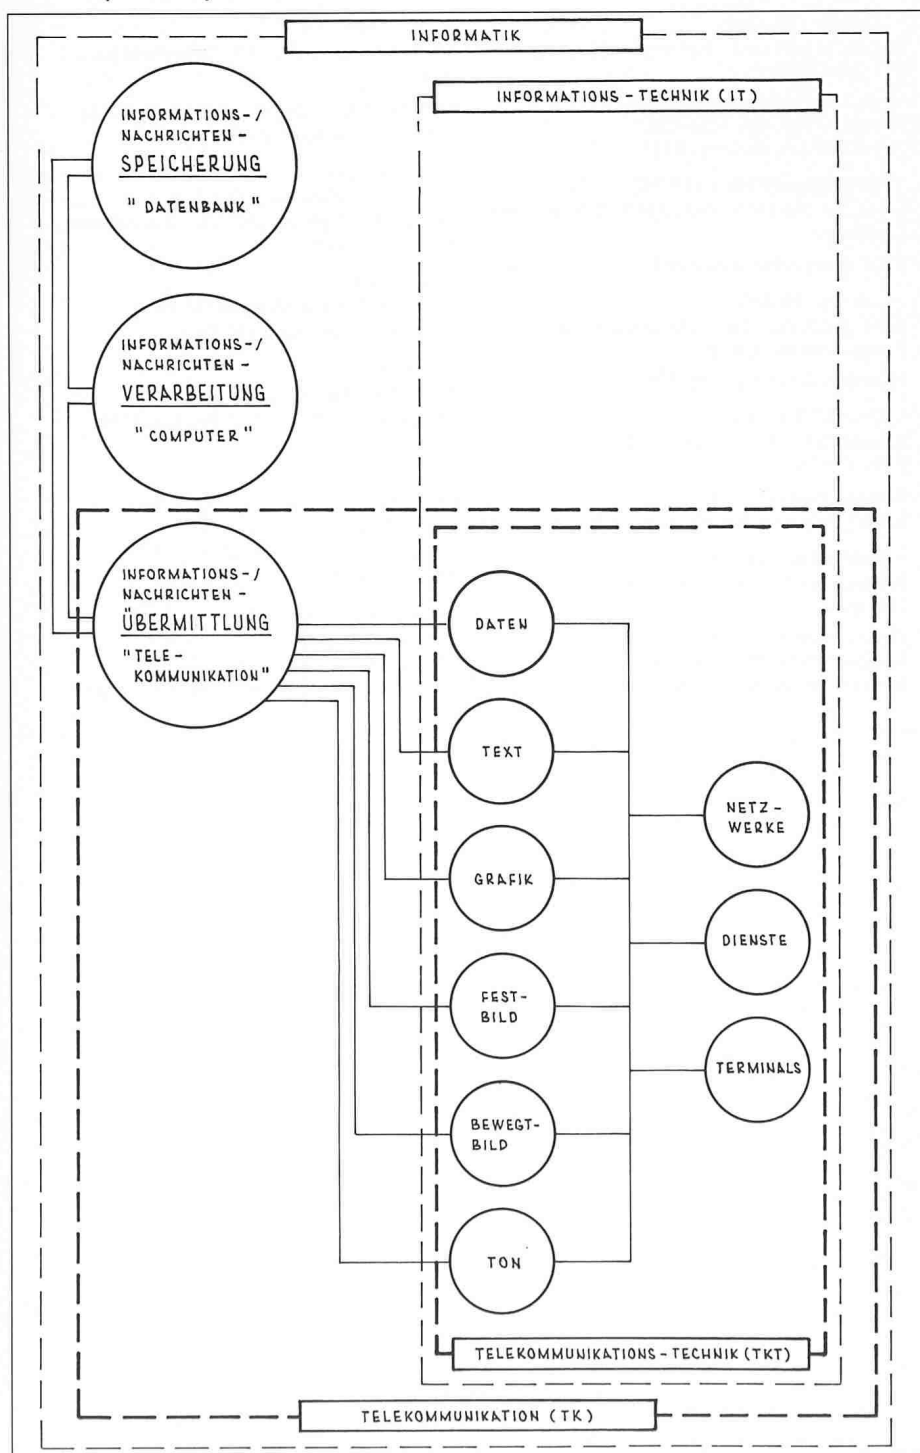 INFORMATIK
INFORMATIONS-TECHNIK (IT)
INFORMATIONS-/
NACHRICHTEN-
SPEICHERUNG
"DATENBANK"
INFORMATIONS-/
NACHRICHTEN-
VERARBEITUNG
"COMPUTER"
INFORMATIONS-/
NACHRICHTEN-
ÜBERMITTLUNG
"TELE-
KOMMUNIKATION"
DATEN
TEXT
GRAFIK
FEST-
BILD
BEWEGT-
BILD
TON
NETZ-
WERKE
DIENSTE
TERMINALS
TELEKOMMUNIKATIONS-TECHNIK (TKT)
TELEKOMMUNIKATION (TK)